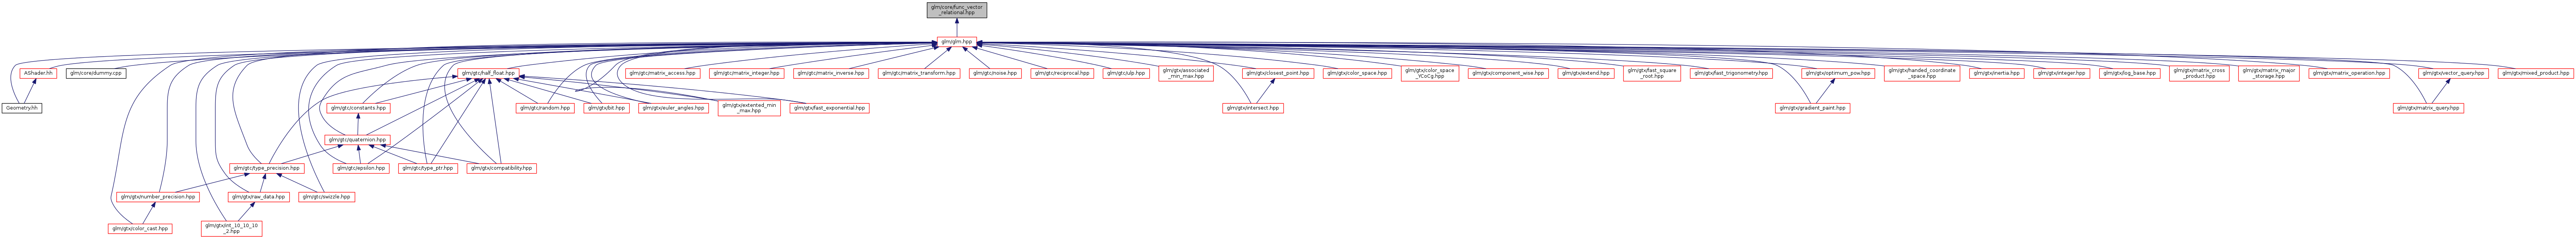 glm/core/func_vector
_relational.hpp
glm/glm.hpp
AShader.hh
glm/core/dummy.cpp
glm/gtc/half_float.hpp
glm/gtc/matrix_access.hpp
glm/gtc/matrix_integer.hpp
glm/gtc/matrix_inverse.hpp
glm/gtc/matrix_transform.hpp
glm/gtc/noise.hpp
glm/gtc/reciprocal.hpp
glm/gtc/ulp.hpp
glm/gtx/associated
_min_max.hpp
glm/gtx/closest_point.hpp
glm/gtx/color_space.hpp
glm/gtx/color_space
_YCoCg.hpp
glm/gtx/component_wise.hpp
glm/gtx/extend.hpp
glm/gtx/fast_square
_root.hpp
glm/gtx/fast_trigonometry.hpp
glm/gtx/optimum_pow.hpp
glm/gtx/handed_coordinate
_space.hpp
glm/gtx/inertia.hpp
glm/gtx/integer.hpp
glm/gtx/log_base.hpp
glm/gtx/matrix_cross
_product.hpp
glm/gtx/matrix_major
_storage.hpp
glm/gtx/matrix_operation.hpp
glm/gtx/vector_query.hpp
glm/gtx/mixed_product.hpp
Geometry.hh
glm/gtc/constants.hpp
glm/gtc/random.hpp
glm/gtx/bit.hpp
glm/gtx/euler_angles.hpp
glm/gtx/extented_min
_max.hpp
glm/gtx/fast_exponential.hpp
glm/gtx/intersect.hpp
glm/gtx/gradient_paint.hpp
glm/gtx/matrix_query.hpp
glm/gtc/quaternion.hpp
glm/gtc/type_precision.hpp
glm/gtc/epsilon.hpp
glm/gtc/type_ptr.hpp
glm/gtx/compatibility.hpp
glm/gtx/number_precision.hpp
glm/gtx/raw_data.hpp
glm/gtc/swizzle.hpp
glm/gtx/color_cast.hpp
glm/gtx/int_10_10_10
_2.hpp